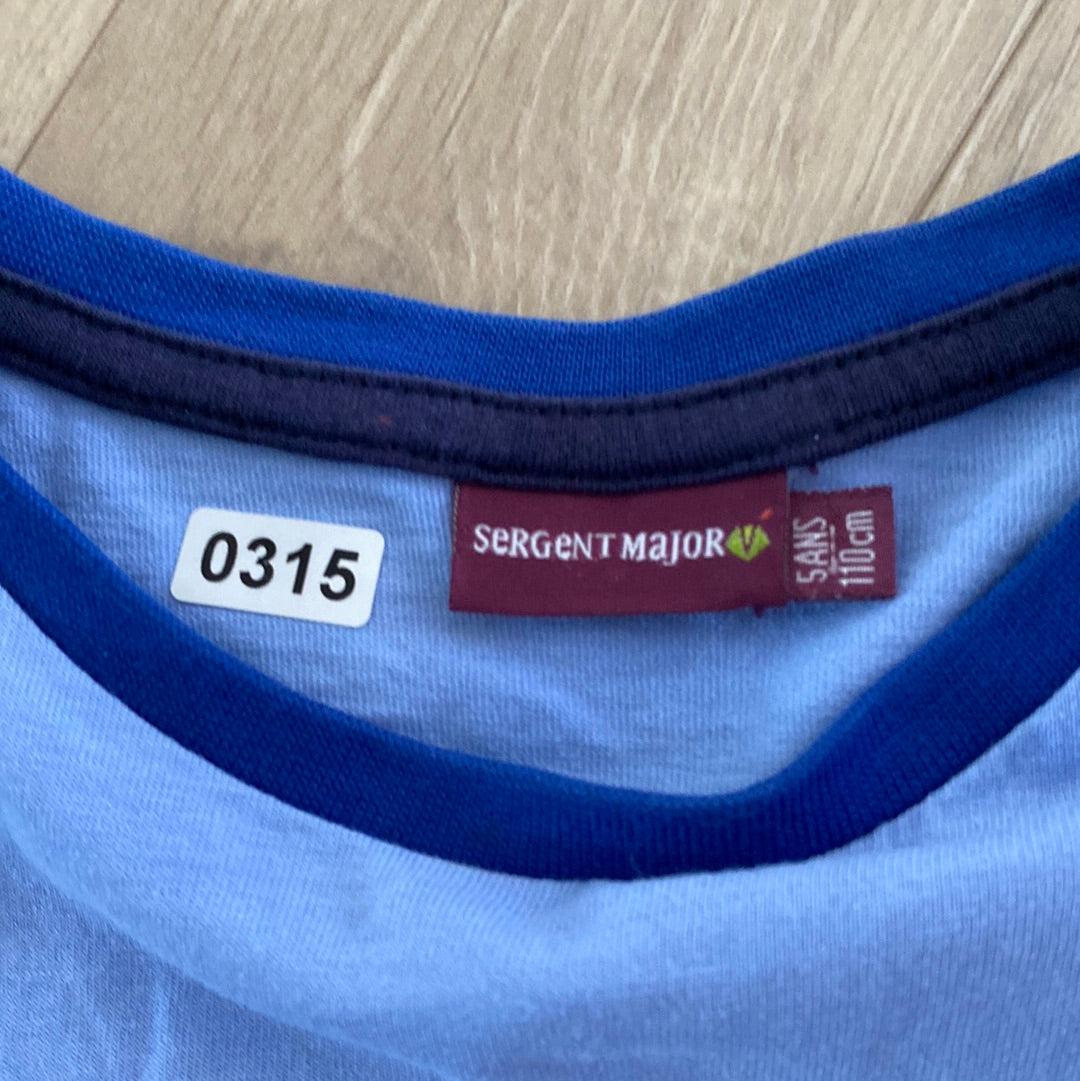 0315
SeRGeNT MaJOR
5 ANS
110cm